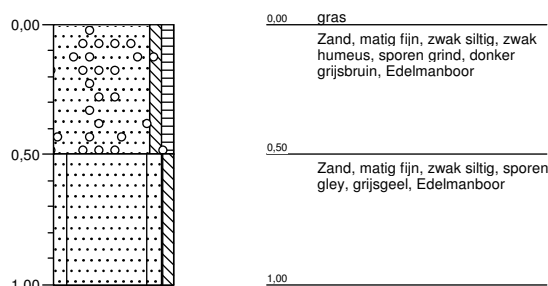 0,00
0,00 gras
Zand, matig fijn, zwak siltig, zwak
humeus, sporen grind, donker
grijsbruin, Edelmanboor
0,50
0,50
Zand, matig fijn, zwak siltig, sporen
gley, grijsgeel, Edelmanboor
1,00
1,00